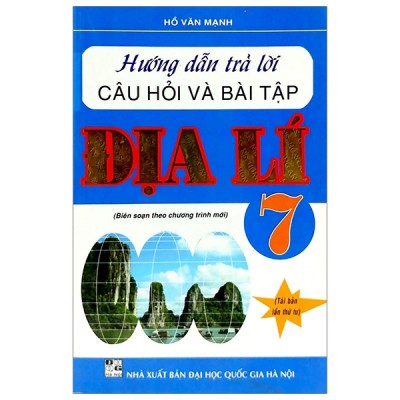 HỒ VĂN MẠNH
Hướng dẫn trả lời
CÂU HỎI VÀ BÀI TẬP
ĐỊA LÍ
7
(Biên soạn theo chương trình mới)
(Tái bản
lần thứ tư)
NHÀ XUẤT BẢN ĐẠI HỌC QUỐC GIA HÀ NỘI